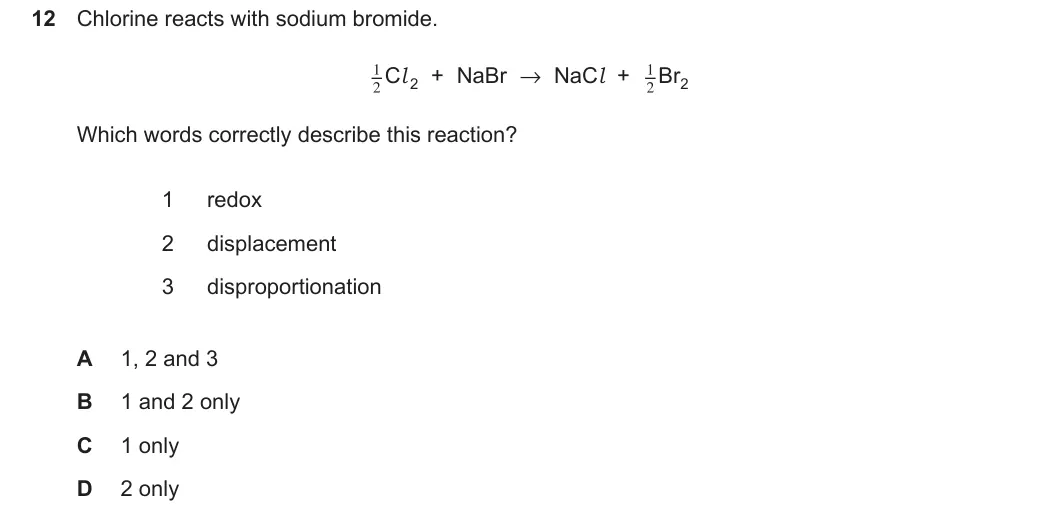 12 Chlorine reacts with sodium bromide.
½Cl₂ + NaBr → NaCl + ½Br₂
Which words correctly describe this reaction?
1 redox
2 displacement
3 disproportionation
A 1, 2 and 3
B 1 and 2 only
C 1 only
D 2 only